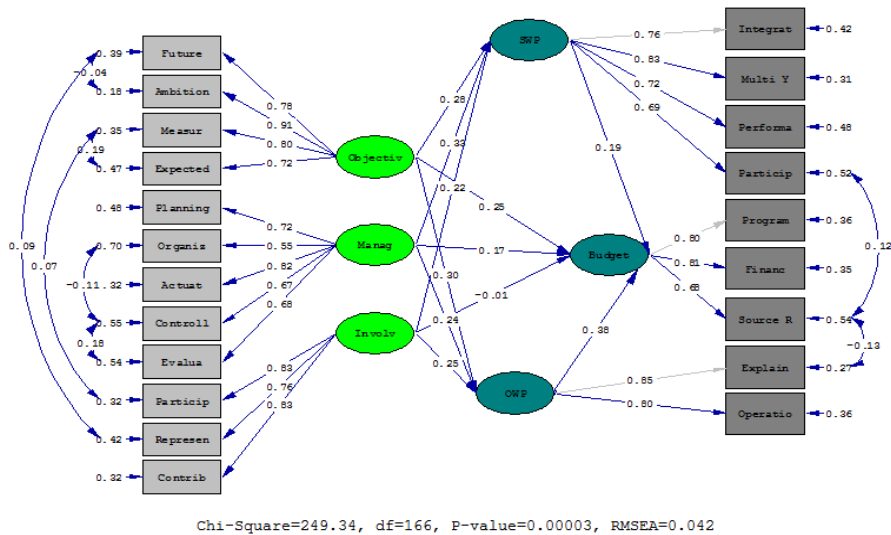 SWP
0.76
Integrat
0.42
0.39
Future
-0.04
0.83
Multi Y
0.31
0.18
Ambition
0.78
0.28
0.72
0.91
0.69
Performa
0.48
0.35
Measur
0.80
0.33
0.19
0.19
Objectiv
0.72
0.47
Expected
0.22
Particip
0.52
0.48
Planning
0.25
0.72
Program
0.36
0.80
0.09
0.70
Organis
0.55
Manag
0.17
Budget
0.12
0.82
0.81
Financ
0.35
0.07
0.30
-0.11
.32
Actuat
0.67
-0.01
0.68
0.55
Controll
0.68
0.24
0.38
Source R
0.54
0.18
Involv
-0.13
0.54
Evalua
0.25
Explain
0.27
0.83
0.85
0.76
OWP
0.32
Particip
0.83
0.80
Operatio
0.36
0.42
Represen
0.32
Contrib
Chi-Square=249.34, df=166, P-value=0.00003, RMSEA=0.042